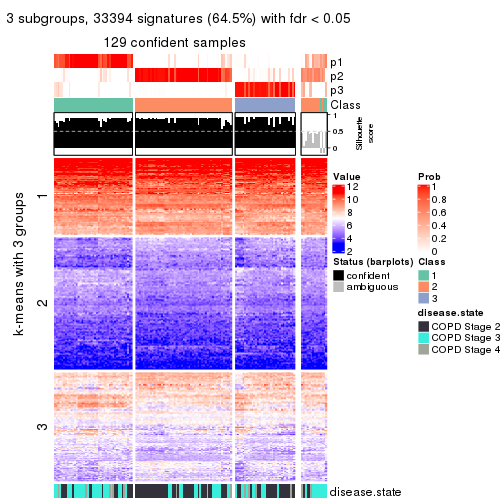 3 subgroups, 33394 signatures (64.5%) with fdr < 0.05
129 confident samples
p1
p2
p3
Class
1
0.5
0
Silhouette
score
k-means with 3 groups
1
2
3
disease.state
Value
12
10
8
6
4
2
Prob
1
0.8
0.6
0.4
0.2
0
Status (barplots)
confident
ambiguous
Class
1
2
3
disease.state
COPD Stage 2
COPD Stage 3
COPD Stage 4